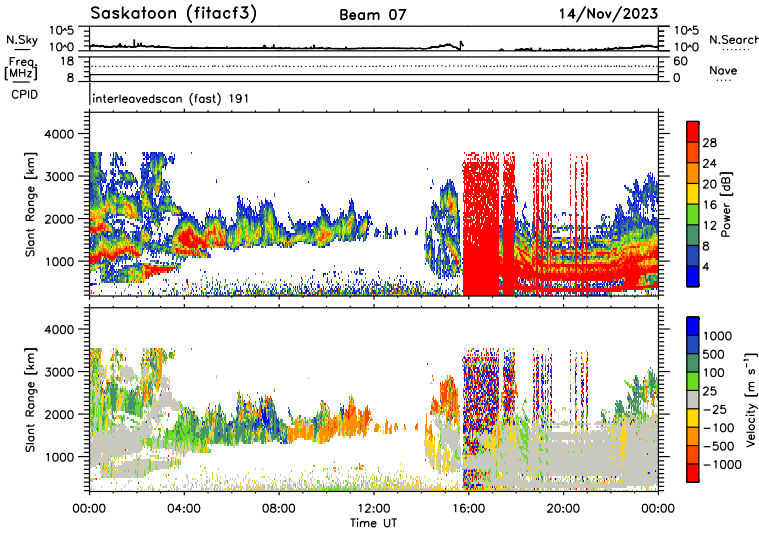 Saskatoon (fitacf3) Beam 07 14/Nov/2023
N.Sky 10^5 10^0 10^5 10^0 N.Search
Freq. [MHz] 18 8 60 0 Nave
CPID interleavedscan (fast) 191
4000
3000
2000
1000
Slant Range [km]
28
24
20
16
12
8
4
Power [dB]
4000
3000
2000
1000
Slant Range [km]
1000
500
100
25
−25
−100
−500
−1000
Velocity [m s⁻¹]
00:00 04:00 08:00 12:00 16:00 20:00 00:00
Time UT